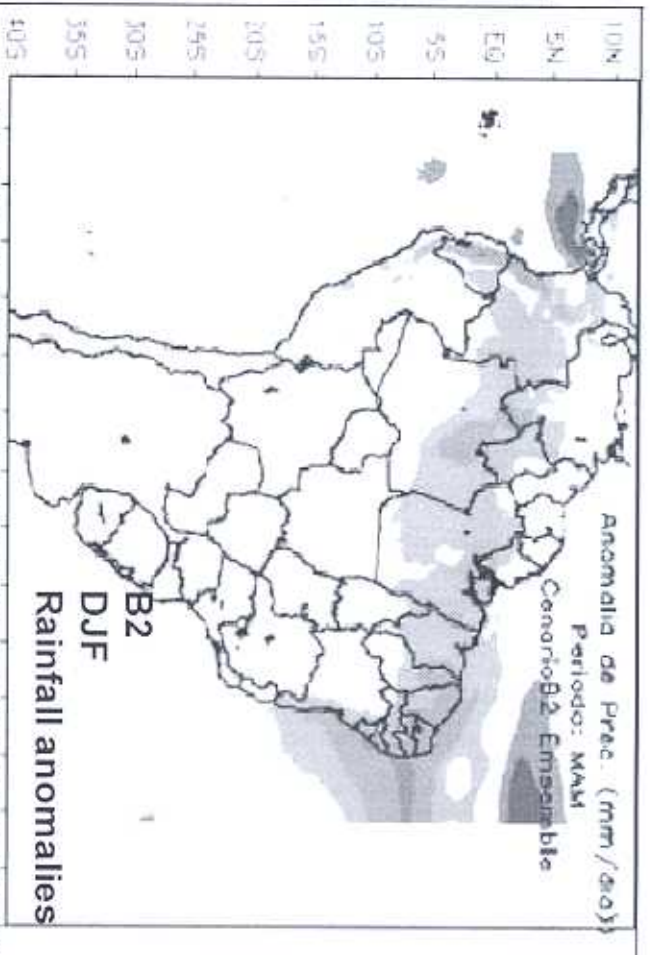 Anomalia de Prec. (mm/dia))
Periodo: MAM
CenarioB2 Emsemble
10N
5N
EQ
5S
10S
15S
20S
25S
30S
35S
40S
B2
DJF
Rainfall anomalies